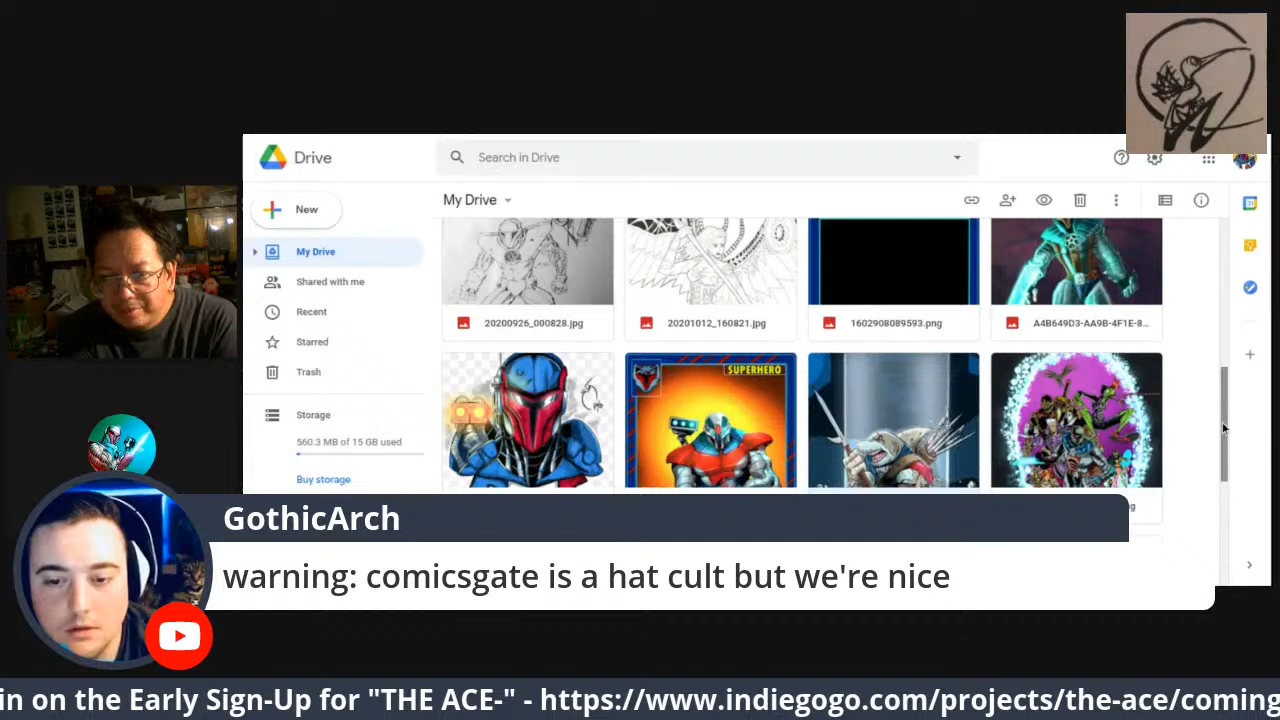 Drive
Search in Drive
New
My Drive
My Drive
Shared with me
Recent
Starred
Trash
Storage
560.3 MB of 15 GB used
Buy storage
20200926_000828.jpg
20201012_160821.jpg
1602908089593.png
A4B649D3-AA9B-4F1E-8...
SUPERHERO
GothicArch
warning: comicsgate is a hat cult but we're nice
in on the Early Sign-Up for "THE ACE-" - https://www.indiegogo.com/projects/the-ace/coming